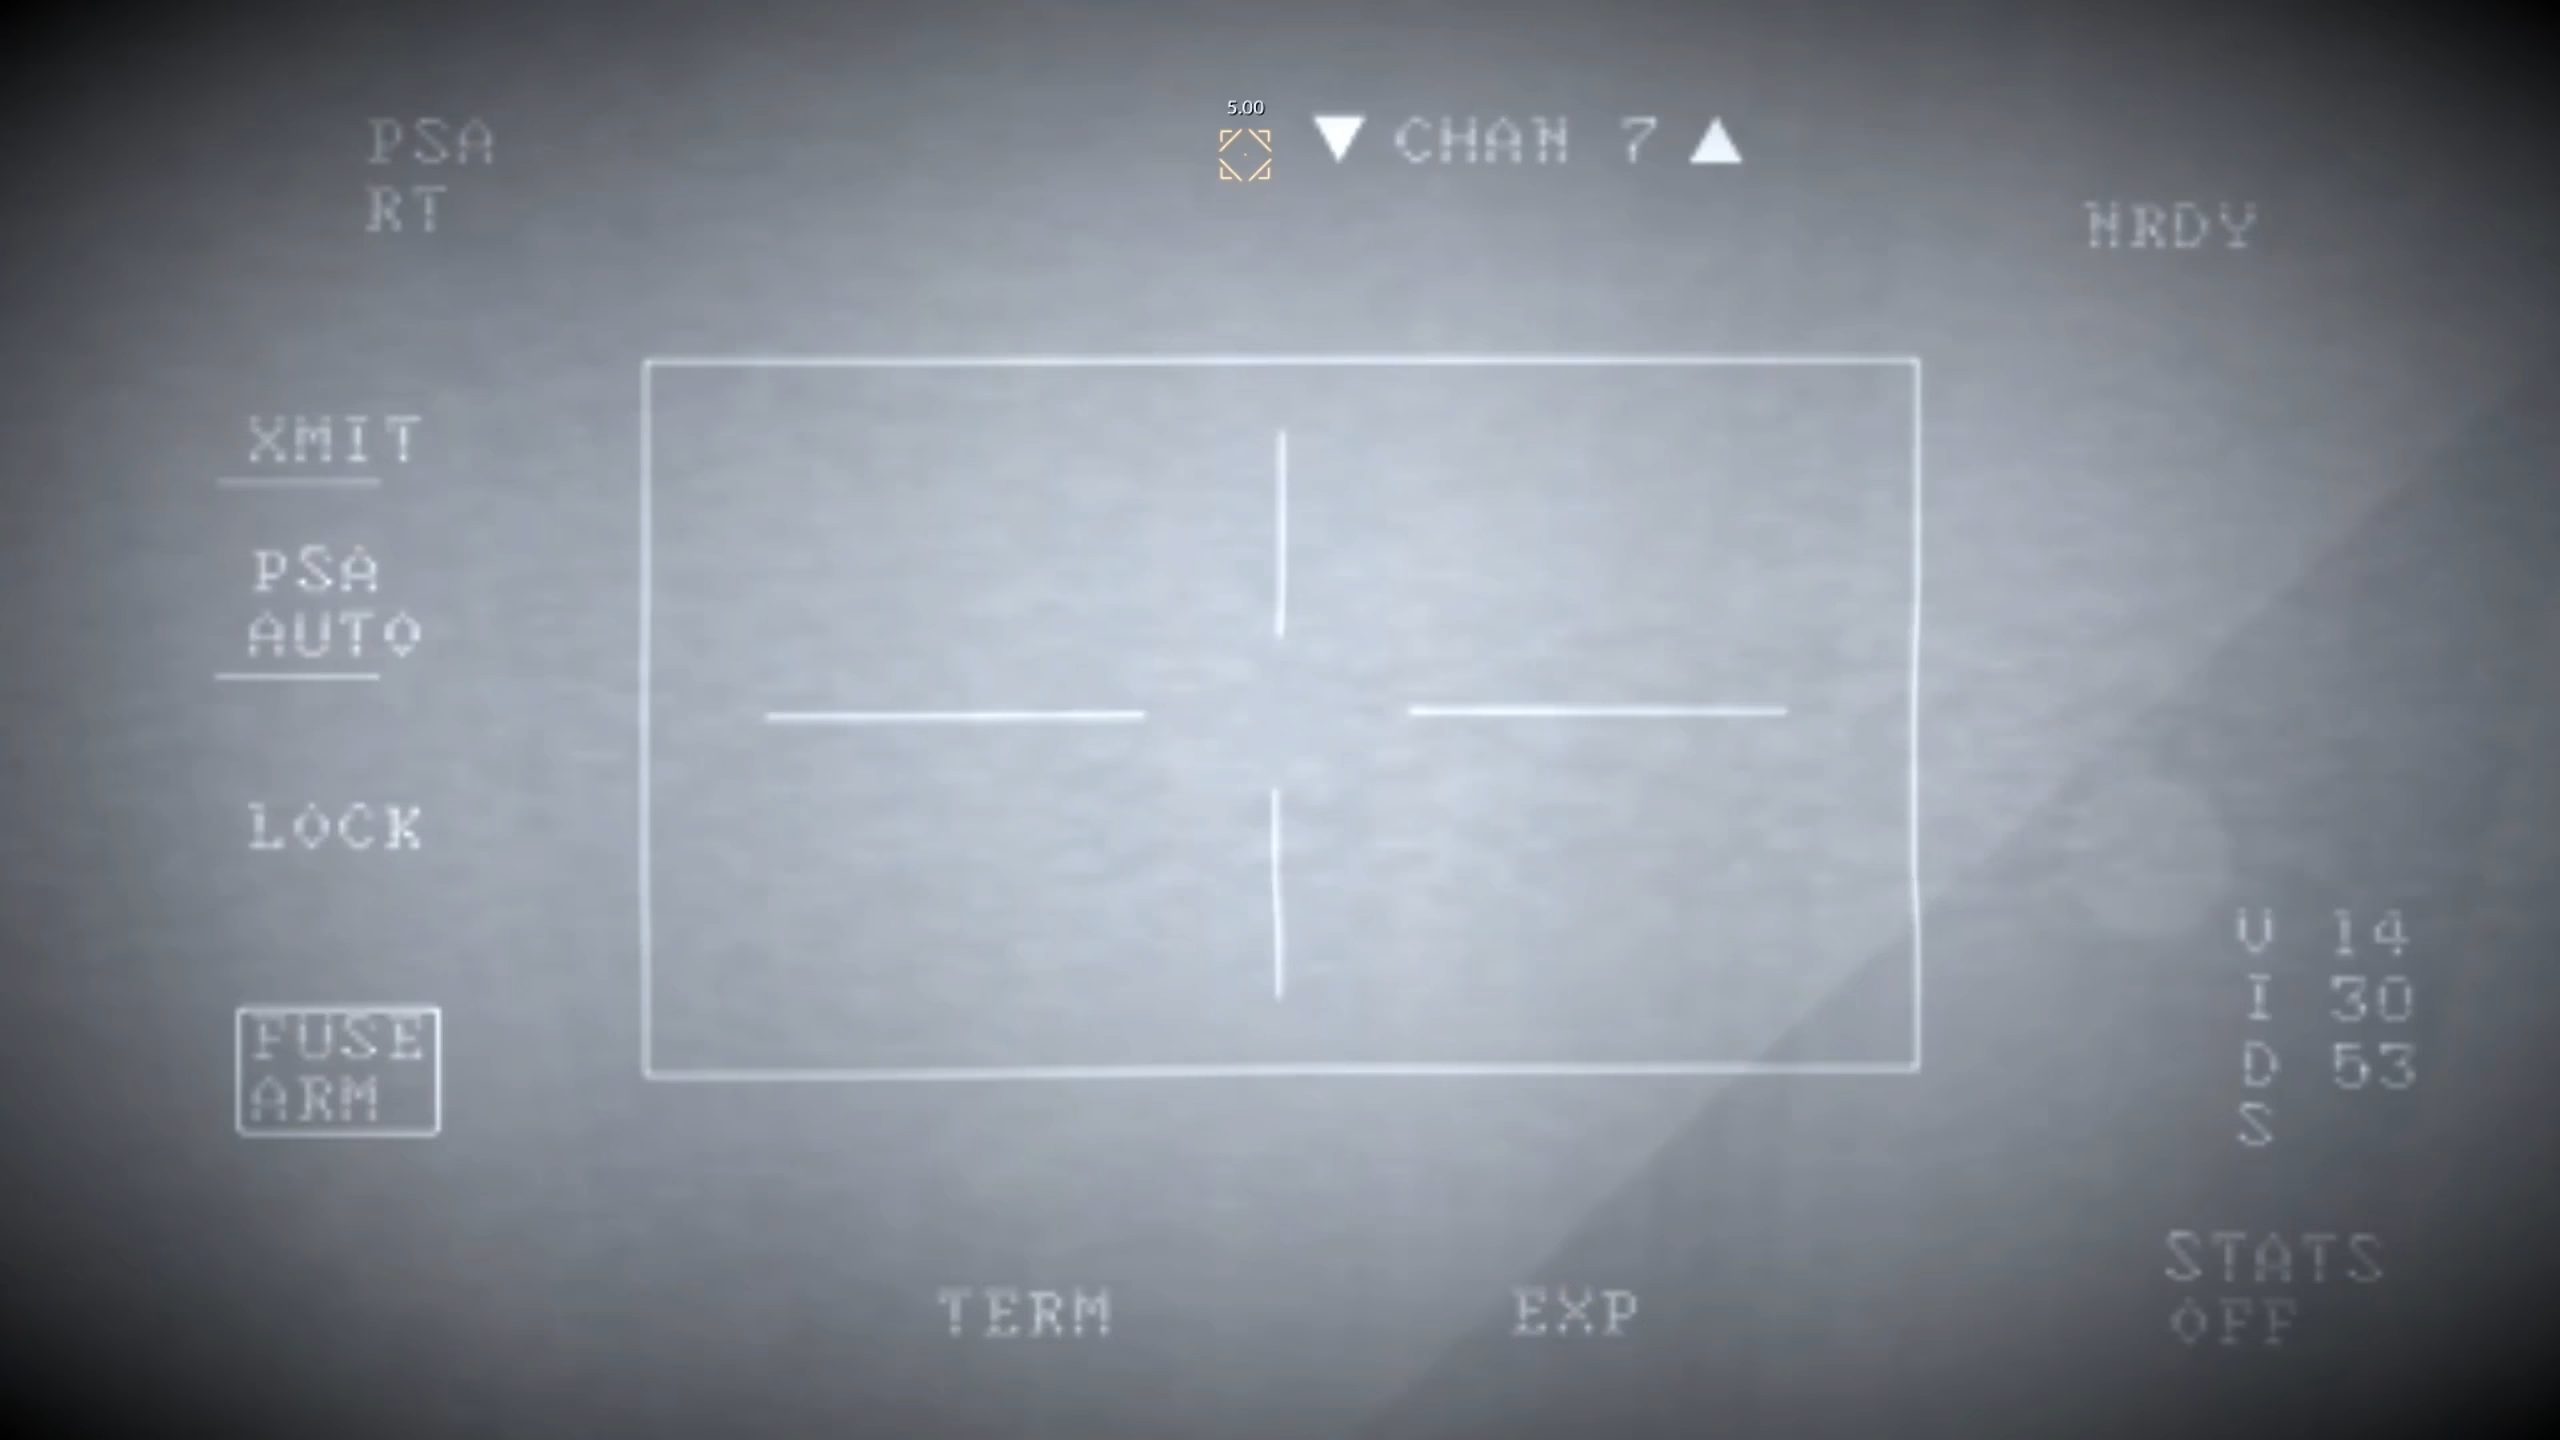 5.00
PSA
RT
CHAN 7
NRDY
XMIT
PSA
AUTO
LOCK
FUSE
ARM
V 14
I 30
D 53
S
STATS
OFF
TERM
EXP